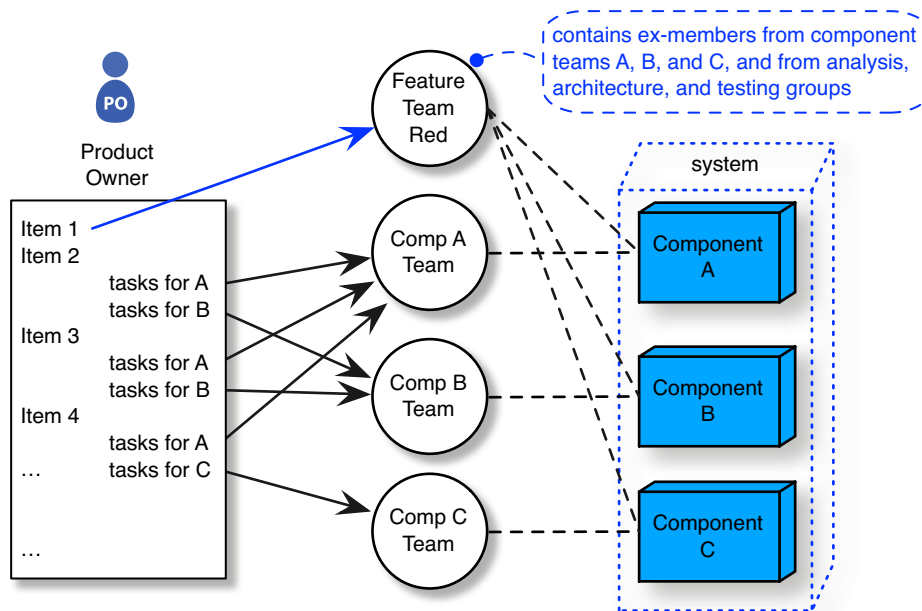 contains ex-members from component
teams A, B, and C, and from analysis,
architecture, and testing groups
PO
Product
Owner
Feature
Team
Red
system
Item 1
Item 2
tasks for A
tasks for B
Item 3
tasks for A
tasks for B
Item 4
tasks for A
... tasks for C
...
Comp A
Team
Comp B
Team
Comp C
Team
Component
A
Component
B
Component
C